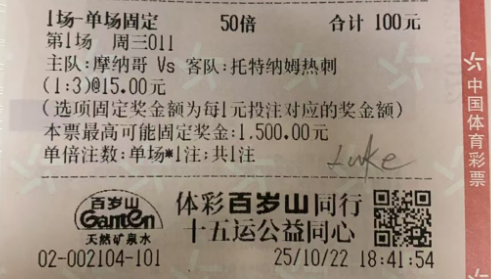 1场-单场固定 50倍 合计 100元
第1场 周三011
主队:摩纳哥 Vs 客队:托特纳姆热刺
(1:3)@15.00元
(选项固定奖金额为每1元投注对应的奖金额)
本票最高可能固定奖金:1.500.00元
单倍注数:单场*1注;共1注
Luke
百岁山
Ganten
天然矿泉水
体彩百岁山同行
十五运公益同心
02-002104-101 25/10/22 18:41:54
中国体育彩票